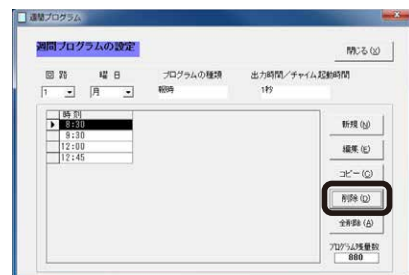 週間プログラム
週間プログラムの設定
閉じる(X)
回路 曜日 プログラムの種類 出力時間/チャイム起動時間
1 月 報時 1秒
時刻
8:30
9:30
12:00
12:45
新規(N)
編集(E)
コピー(C)
削除(D)
全削除(A)
プログラム残量数
880